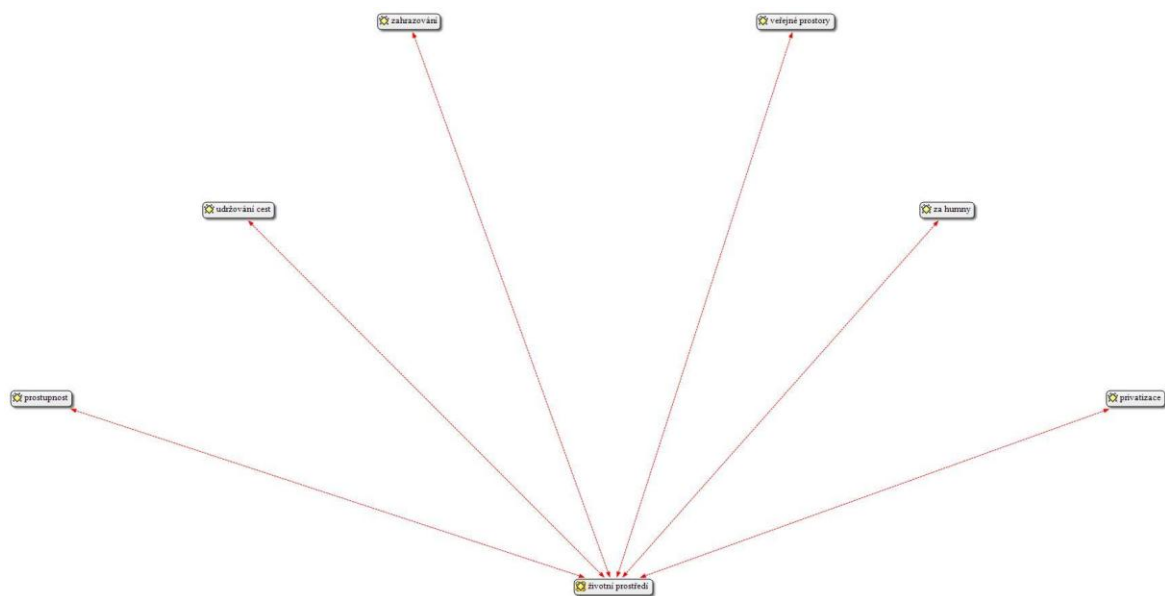 zahrazování
veřejné prostory
udržování cest
za humny
prostupnost
privatizace
životní prostředí